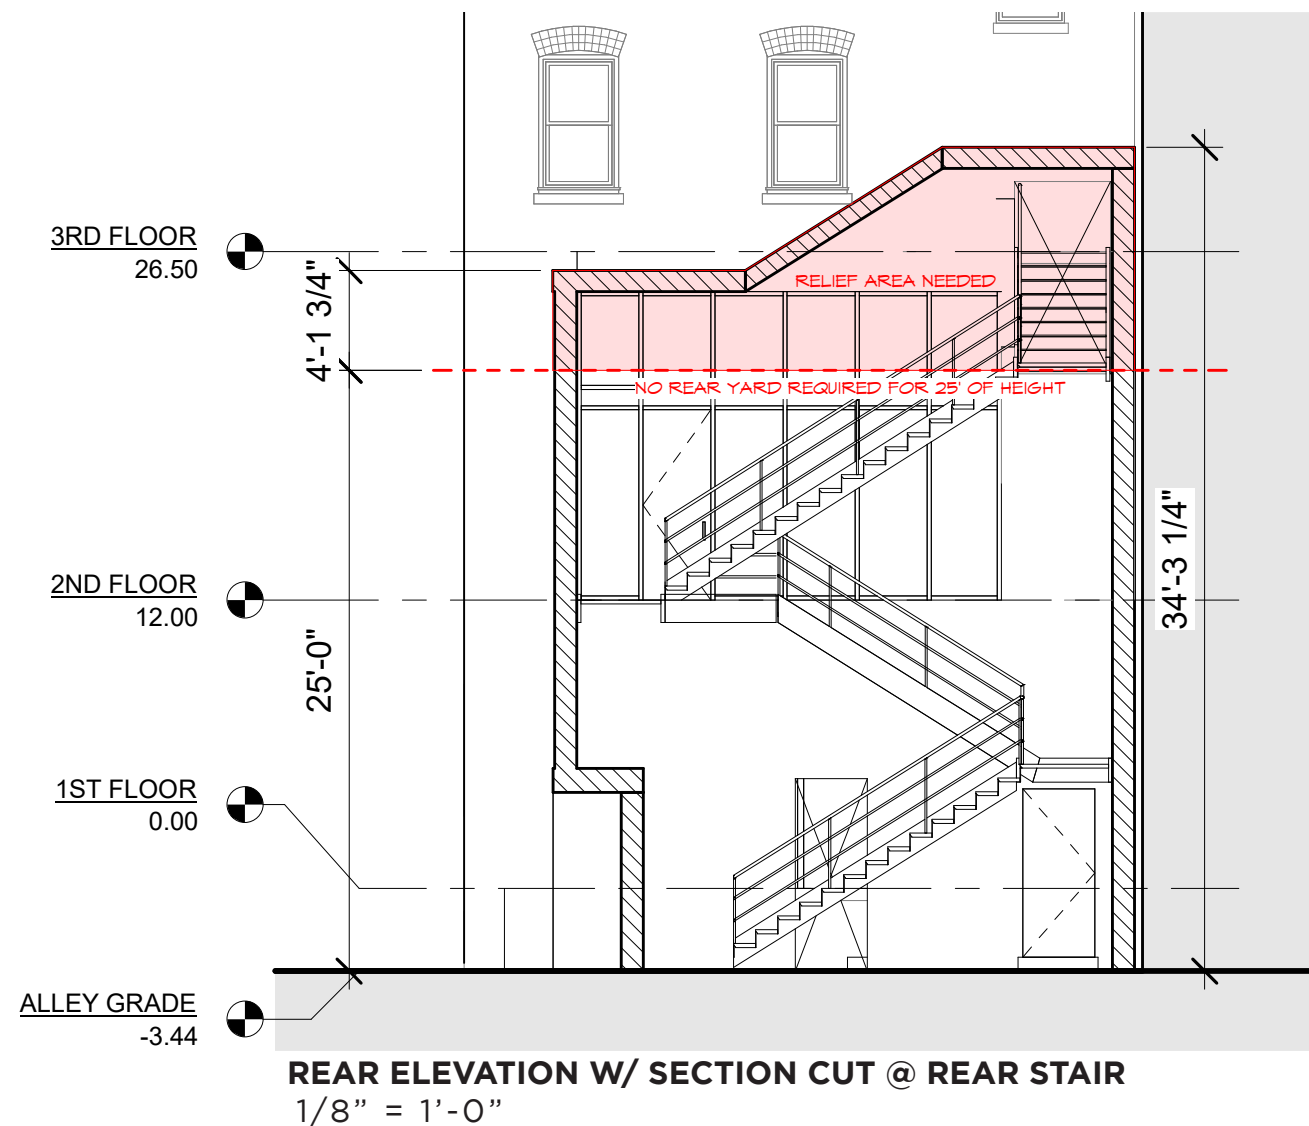 3RD FLOOR
26.50
4'-1 3/4"
RELIEF AREA NEEDED
NO REAR YARD REQUIRED FOR 25' OF HEIGHT
34'-3 1/4"
2ND FLOOR
12.00
25'-0"
1ST FLOOR
0.00
ALLEY GRADE
-3.44
REAR ELEVATION W/ SECTION CUT @ REAR STAIR
1/8” = 1’-0”